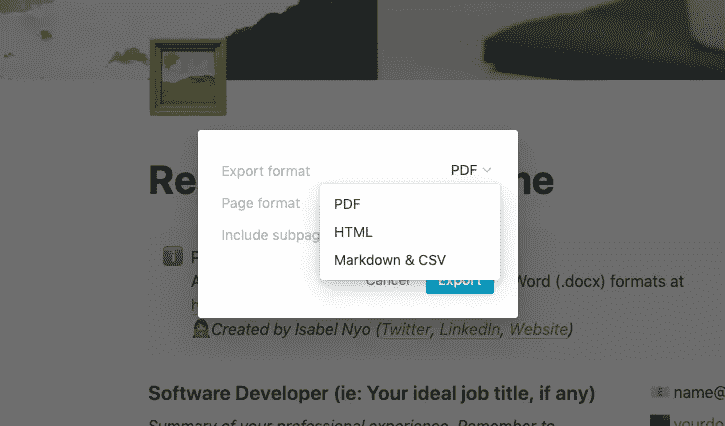 Export format PDF
Re ne
Page format
PDF
HTML
Include subpag
Markdown & CSV
Word (.docx) formats at
Cancel Export
Created by Isabel Nyo (Twitter, LinkedIn, Website)
Software Developer (ie: Your ideal job title, if any)
name@
Summary of your professional experience. Remember to